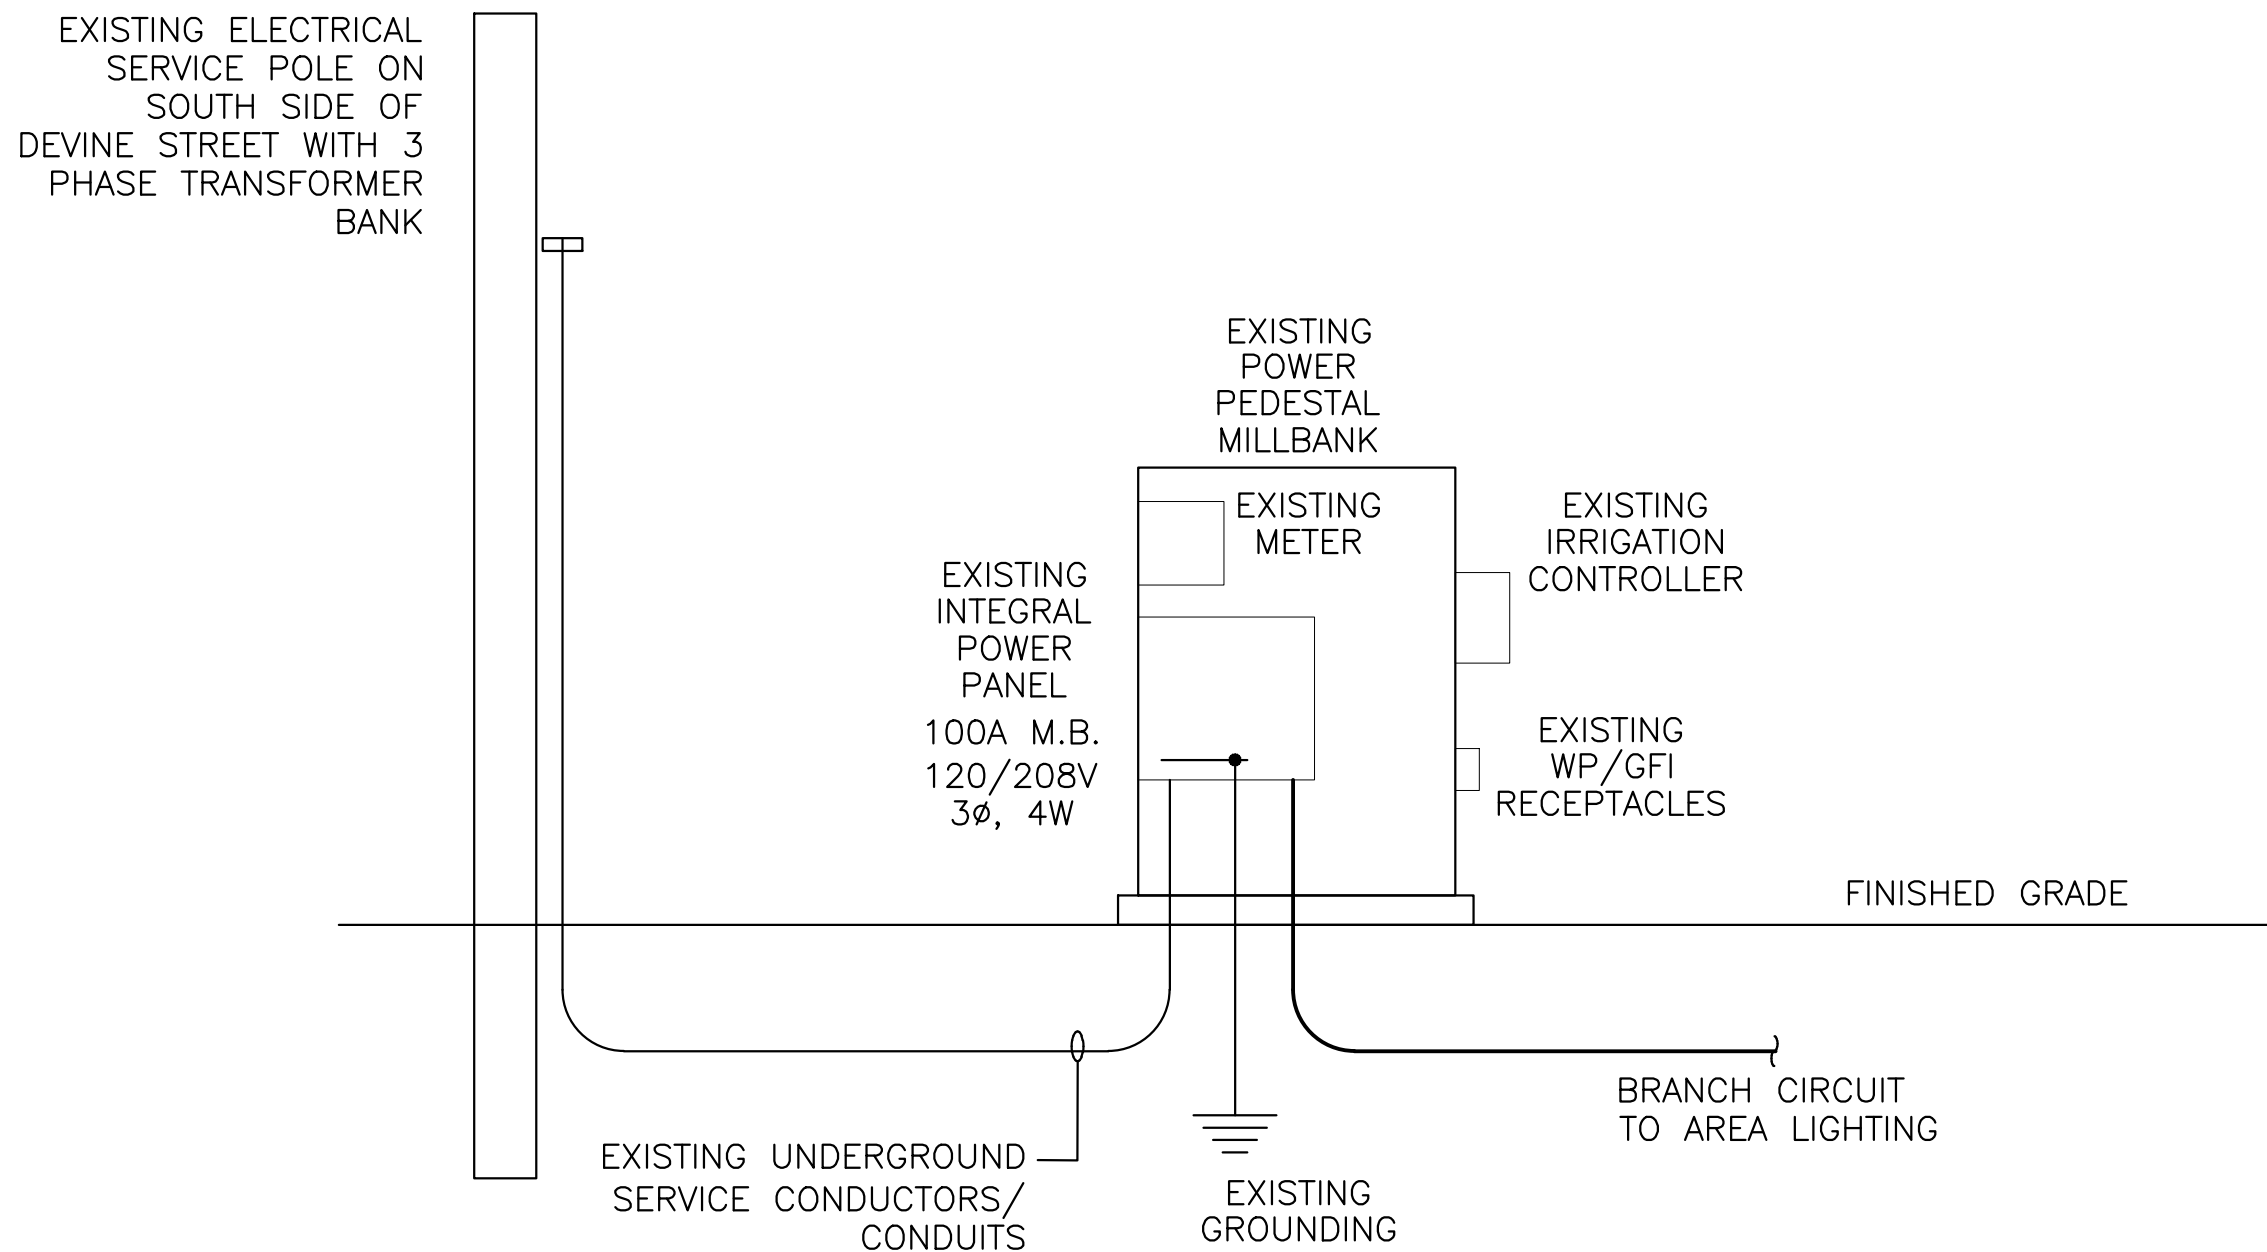 EXISTING ELECTRICAL
SERVICE POLE ON
SOUTH SIDE OF
DEVINE STREET WITH 3
PHASE TRANSFORMER
BANK
EXISTING
POWER
PEDESTAL
MILLBANK
EXISTING
METER
EXISTING
IRRIGATION
CONTROLLER
EXISTING
INTEGRAL
POWER
PANEL
100A M.B.
120/208V
3ø, 4W
EXISTING
WP/GFI
RECEPTACLES
FINISHED GRADE
BRANCH CIRCUIT
TO AREA LIGHTING
EXISTING UNDERGROUND
SERVICE CONDUCTORS/
CONDUITS
EXISTING
GROUNDING